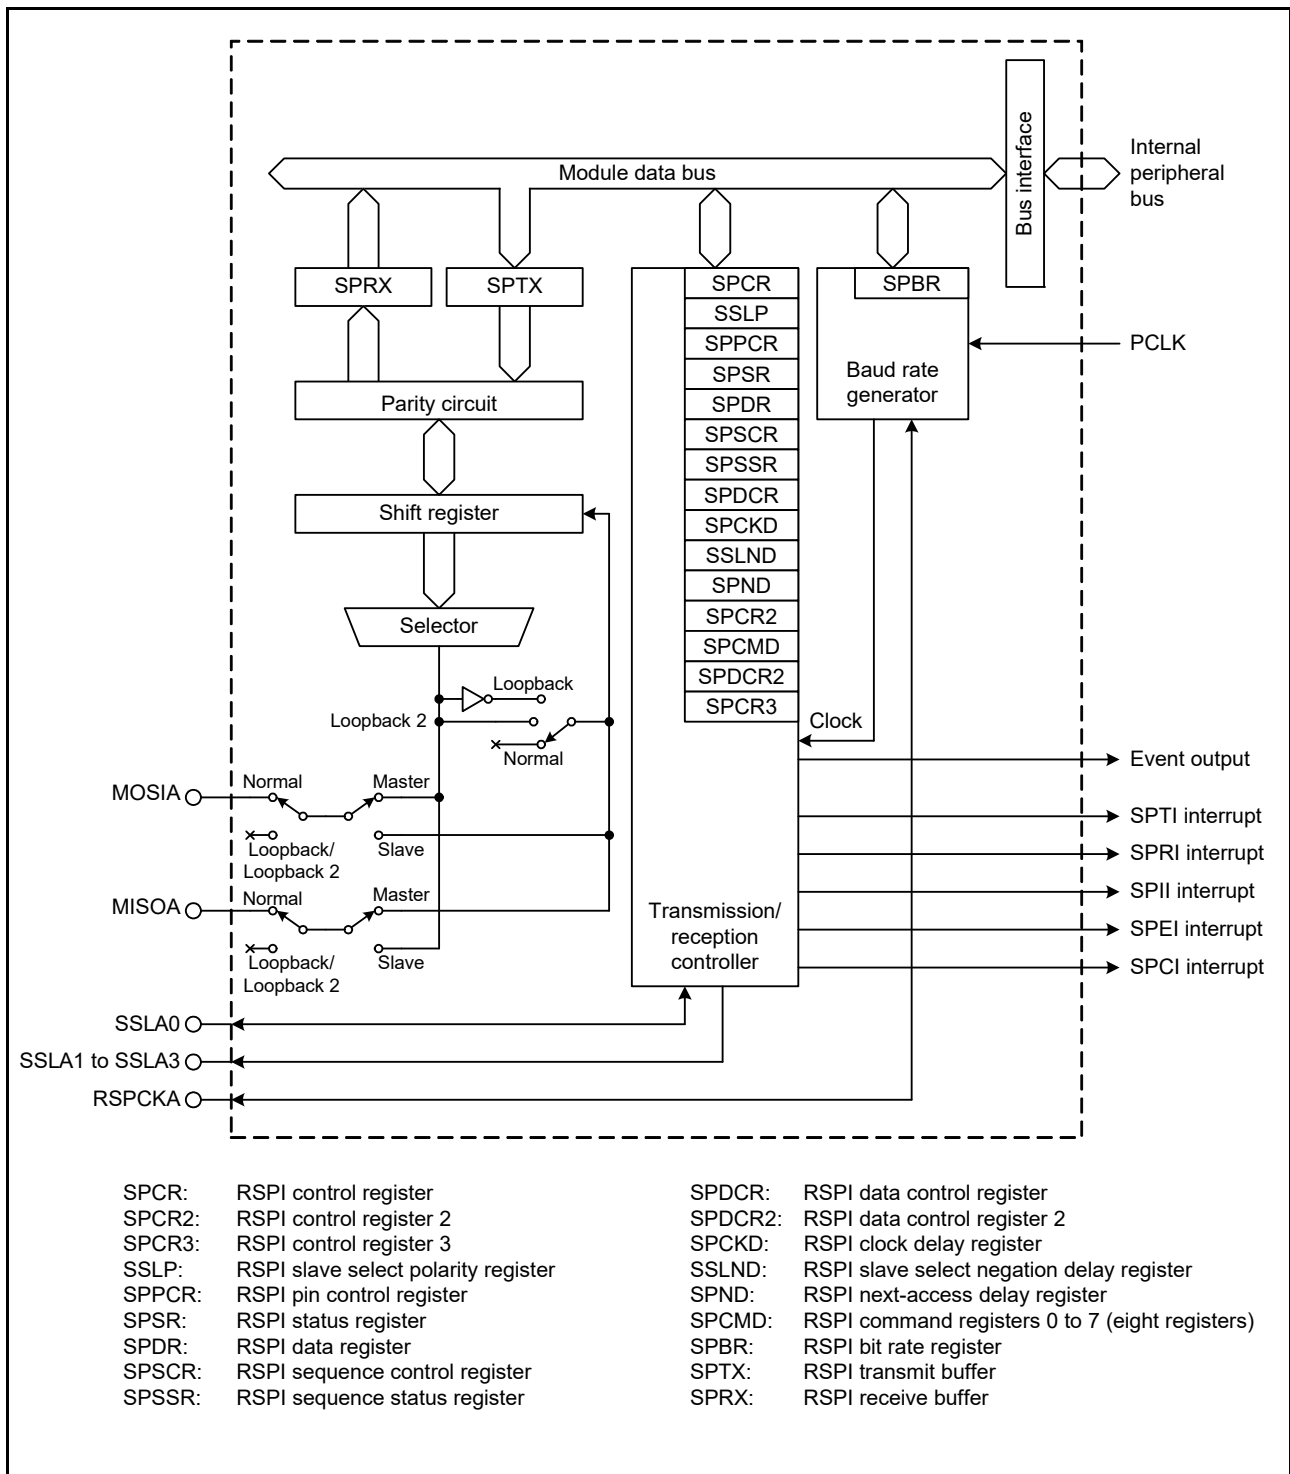 Bus interface
Internal
peripheral
bus
Module data bus
SPRX
SPTX
SPCR
SPBR
SSLP
SPPCR
PCLK
SPSR
Baud rate
generator
SPDR
Parity circuit
SPSCR
SPSSR
SPDCR
Shift register
SPCKD
SSLND
SPND
SPCR2
Selector
SPCMD
SPDCR2
Loopback
SPCR3
Loopback 2
Clock
Normal
Event output
Normal
Master
MOSIA
SPTI interrupt
Loopback/
Loopback 2
Slave
SPRI interrupt
Normal
Master
SPII interrupt
MISOA
Transmission/
reception
controller
SPEI interrupt
Loopback/
Loopback 2
Slave
SPCI interrupt
SSLA0
SSLA1 to SSLA3
RSPCKA
SPCR: RSPI control register
SPCR2: RSPI control register 2
SPCR3: RSPI control register 3
SSLP: RSPI slave select polarity register
SPPCR: RSPI pin control register
SPSR: RSPI status register
SPDR: RSPI data register
SPSCR: RSPI sequence control register
SPSSR: RSPI sequence status register
SPDCR: RSPI data control register
SPDCR2: RSPI data control register 2
SPCKD: RSPI clock delay register
SSLND: RSPI slave select negation delay register
SPND: RSPI next-access delay register
SPCMD: RSPI command registers 0 to 7 (eight registers)
SPBR: RSPI bit rate register
SPTX: RSPI transmit buffer
SPRX: RSPI receive buffer